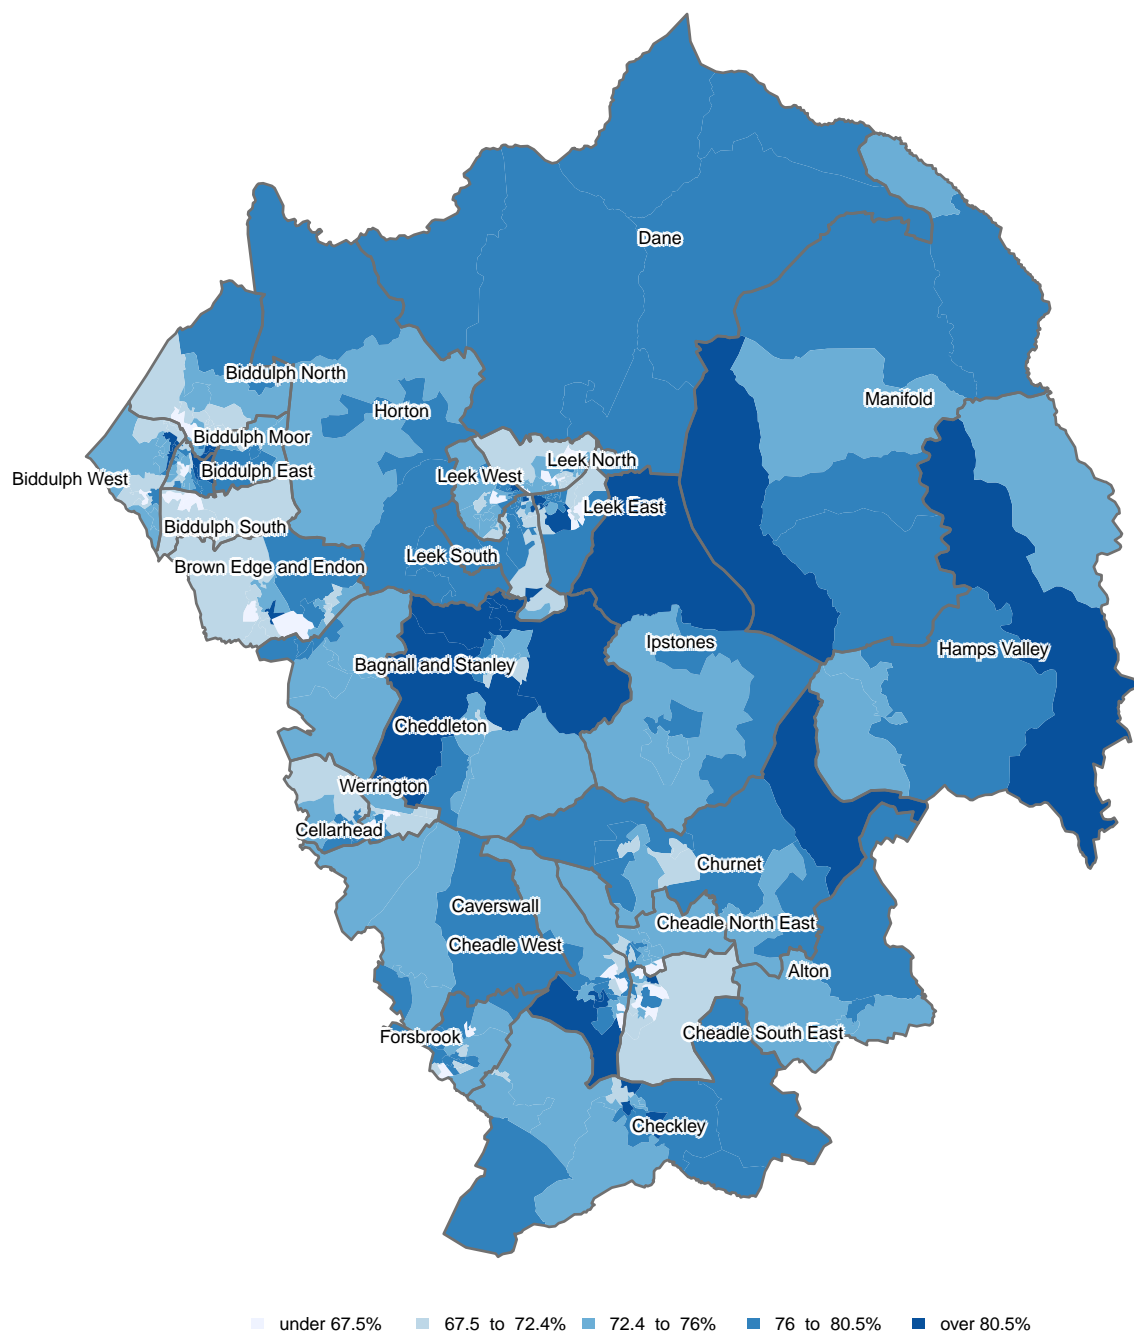 Dane
Biddulph North
Manifold
Horton
Biddulph Moor
Leek North
Biddulph East
Leek West
Biddulph West
Leek East
Biddulph South
Leek South
Brown Edge and Endon
Ipstones
Hamps Valley
Bagnall and Stanley
Cheddleton
Werrington
Cellarhead
Churnet
Caverswall
Cheadle North East
Cheadle West
Alton
Cheadle South East
Forsbrook
Checkley
under 67.5% 67.5 to 72.4% 72.4 to 76% 76 to 80.5% over 80.5%